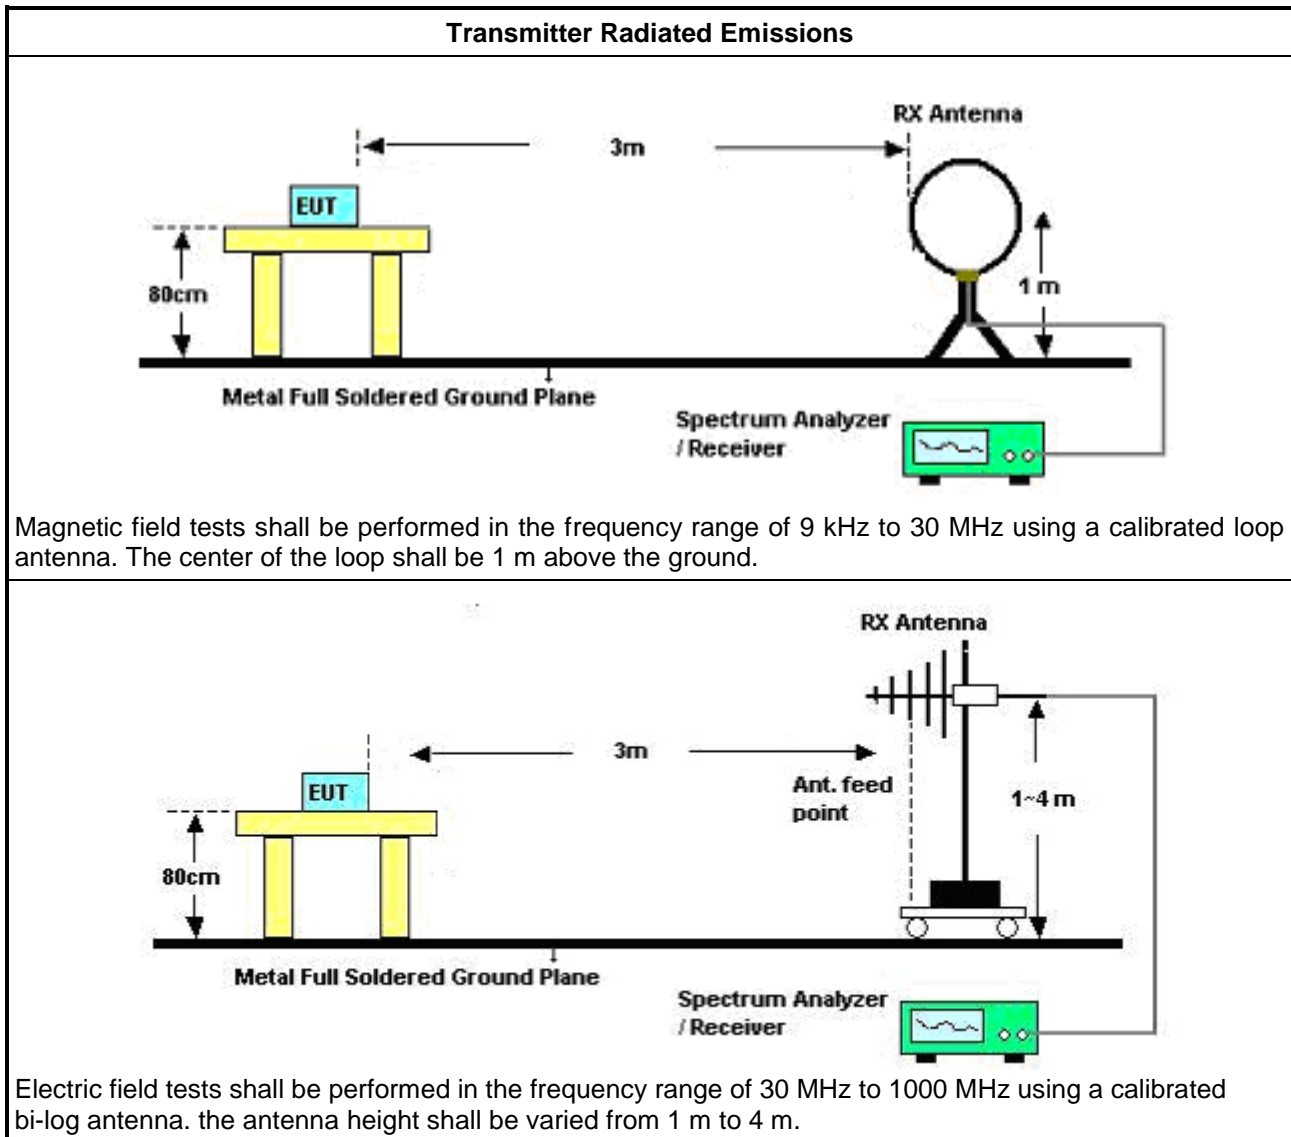 Transmitter Radiated Emissions
RX Antenna
3m
EUT
80cm
1 m
Metal Full Soldered Ground Plane
Spectrum Analyzer
/ Receiver
Magnetic field tests shall be performed in the frequency range of 9 kHz to 30 MHz using a calibrated loop
antenna. The center of the loop shall be 1 m above the ground.
RX Antenna
3m
EUT
Ant. feed
point
1~4 m
80cm
Metal Full Soldered Ground Plane
Spectrum Analyzer
/ Receiver
Electric field tests shall be performed in the frequency range of 30 MHz to 1000 MHz using a calibrated
bi-log antenna. the antenna height shall be varied from 1 m to 4 m.